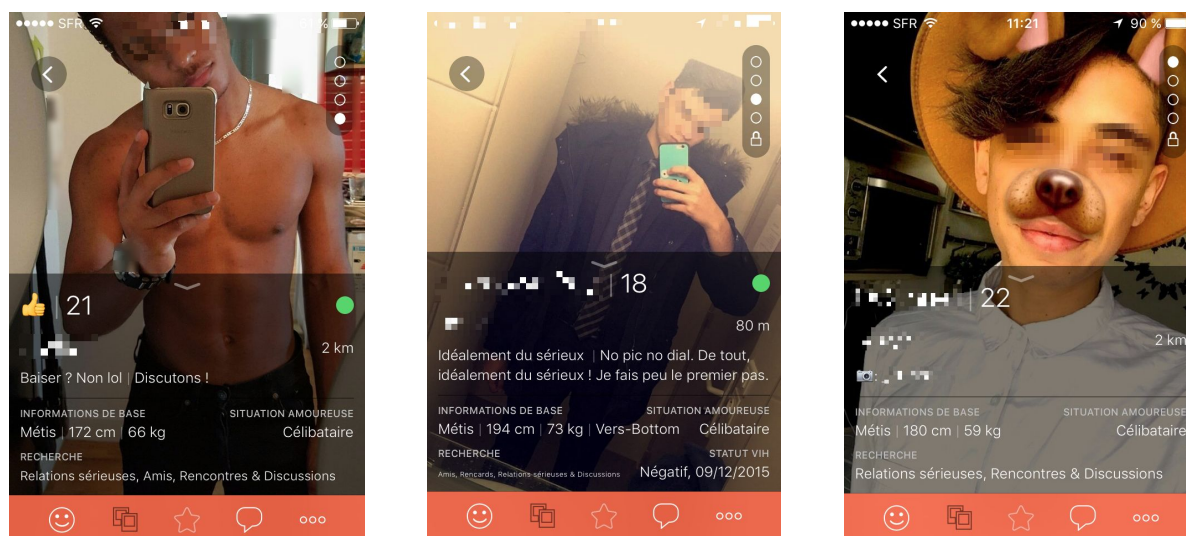 SFR
21
2 km
Baiser ? Non lol | Discutons !
INFORMATIONS DE BASE
SITUATION AMOUREUSE
Métis | 172 cm | 66 kg
Célibataire
RECHERCHE
Relations sérieuses, Amis, Rencontres & Discussions
18
80 m
Idéalement du sérieux | No pic no dial. De tout,
idéalement du sérieux ! Je fais peu le premier pas.
INFORMATIONS DE BASE
SITUATION AMOUREUSE
Métis | 194 cm | 73 kg | Vers-Bottom
Célibataire
RECHERCHE
STATUT VIH
Amis, Rencards, Relations sérieuses & Discussions
Négatif, 09/12/2015
SFR
11:21
90 %
22
2 km
INFORMATIONS DE BASE
SITUATION AMOUREUSE
Métis | 180 cm | 59 kg
Célibataire
RECHERCHE
Relations sérieuses, Rencontres & Discussions